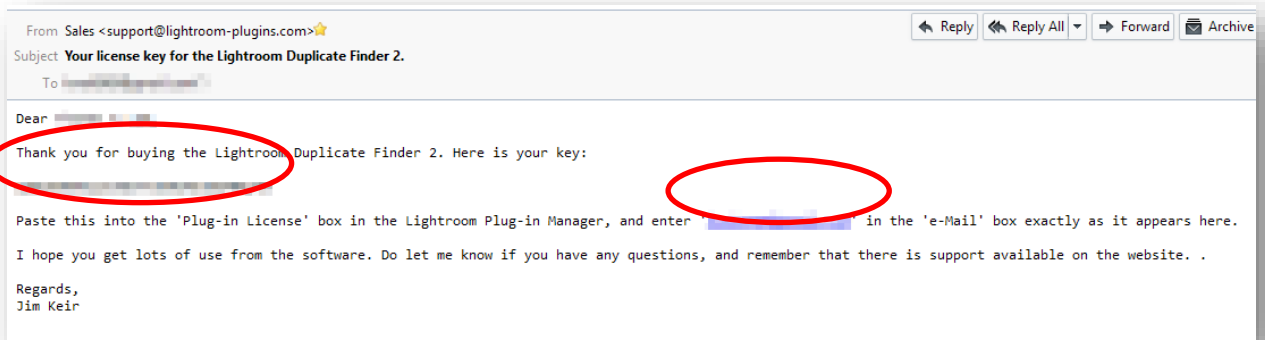 From Sales <support@lightroom-plugins.com>
Reply Reply All Forward Archive
Subject Your license key for the Lightroom Duplicate Finder 2.
To
Dear
Thank you for buying the Lightroom Duplicate Finder 2. Here is your key:
Paste this into the 'Plug-in License' box in the Lightroom Plug-in Manager, and enter ' ' in the 'e-Mail' box exactly as it appears here.
I hope you get lots of use from the software. Do let me know if you have any questions, and remember that there is support available on the website. .
Regards,
Jim Keir